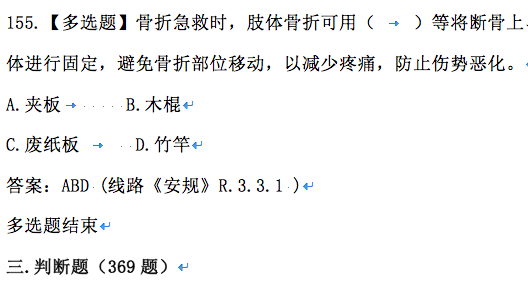 155.【多选题】骨折急救时，肢体骨折可用（ → ）等将断骨上
体进行固定，避免骨折部位移动，以减少疼痛，防止伤势恶化。
A.夹板 B.木棍
C.废纸板 D.竹竿
答案：ABD (线路《安规》R.3.3.1 )
多选题结束
三.判断题（369 题）